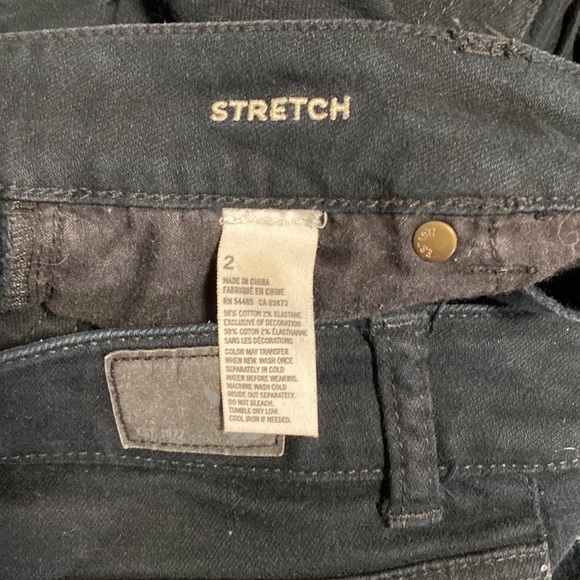 STRETCH
2
MADE IN CHINA
FABRIQUÉ EN CHINE
RN 54485 CA 03873
98% COTTON 2% ELASTANE
EXCLUSIVE OF DECORATION
98% COTON 2% ÉLASTHANNE
SANS LES DÉCORATIONS
COLOR MAY TRANSFER
WHEN NEW. WASH ONCE
SEPARATELY IN COLD
WATER BEFORE WEARING.
MACHINE WASH COLD
INSIDE OUT SEPARATELY.
DO NOT BLEACH.
TUMBLE DRY LOW.
COOL IRON IF NEEDED.